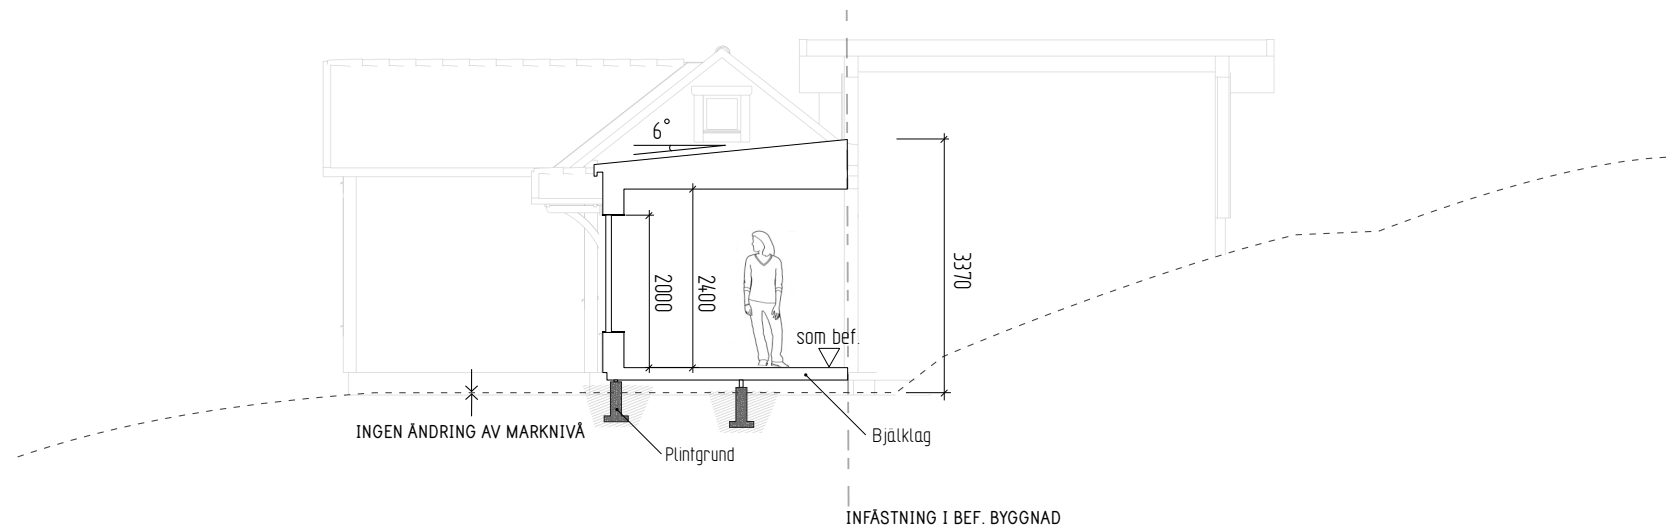 6°
3370
2000
2400
som bef.
INGEN ÄNDRING AV MARKNIVÅ
Bjälklag
Plintgrund
INFÄSTNING I BEF. BYGGNAD